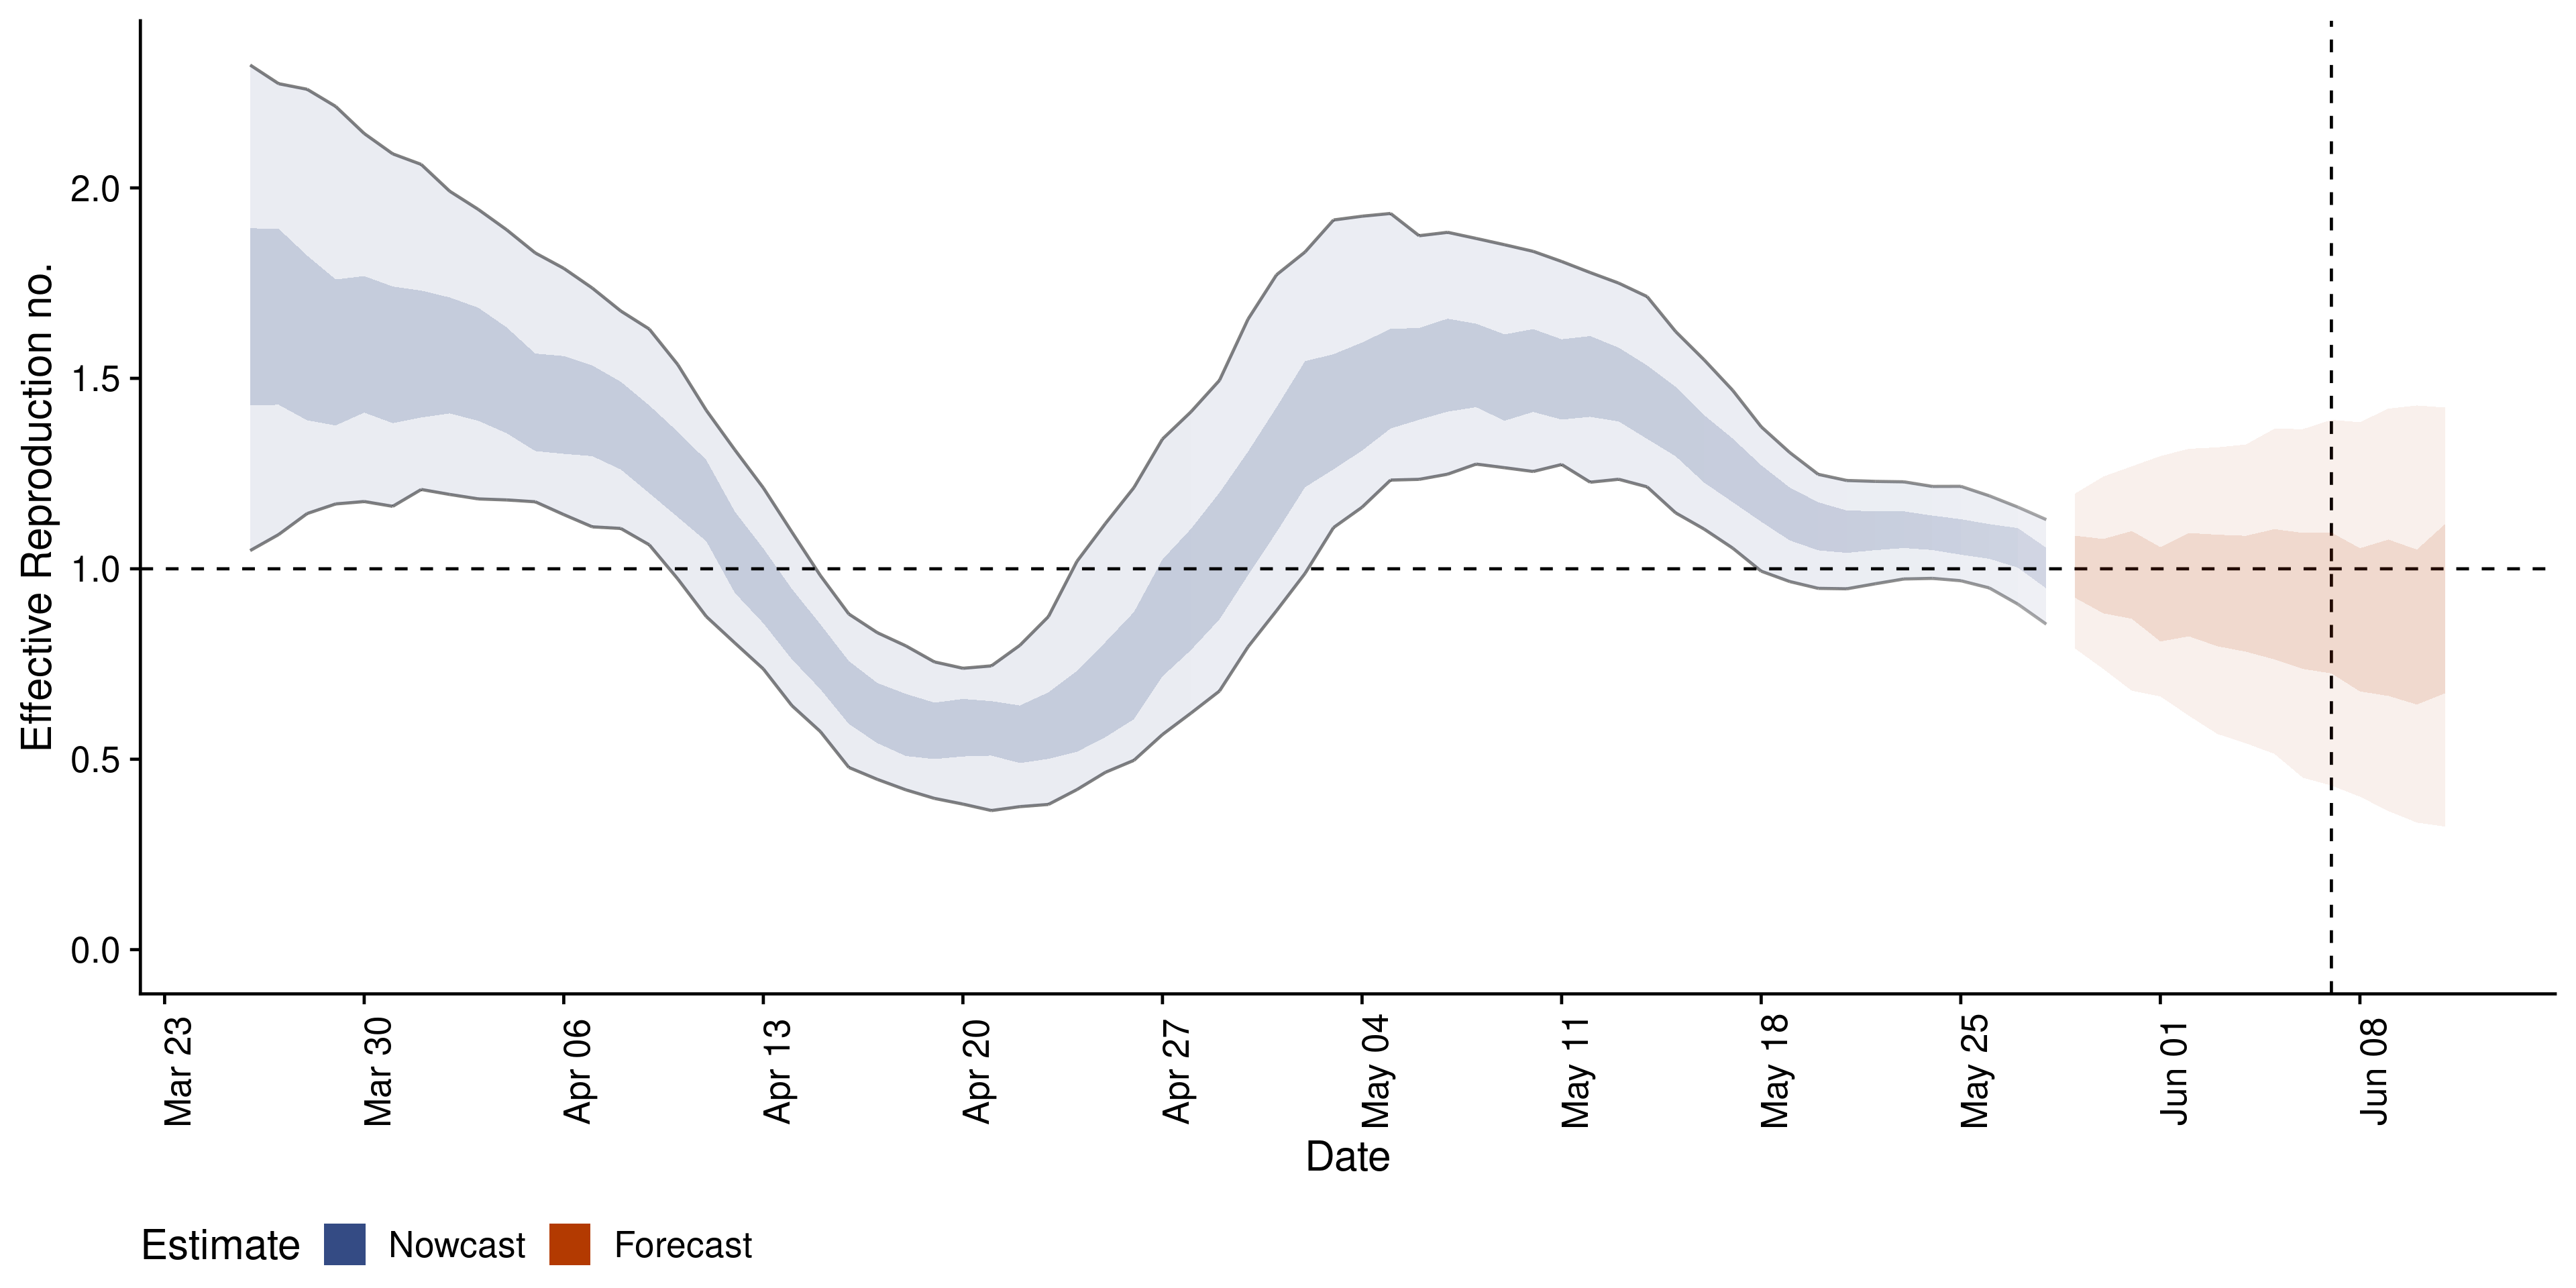 Effective Reproduction no.
2.0
1.5
1.0
0.5
0.0
Mar 23
Mar 30
Apr 06
Apr 13
Apr 20
Apr 27
May 04
May 11
May 18
May 25
Jun 01
Jun 08
Date
Estimate Nowcast Forecast